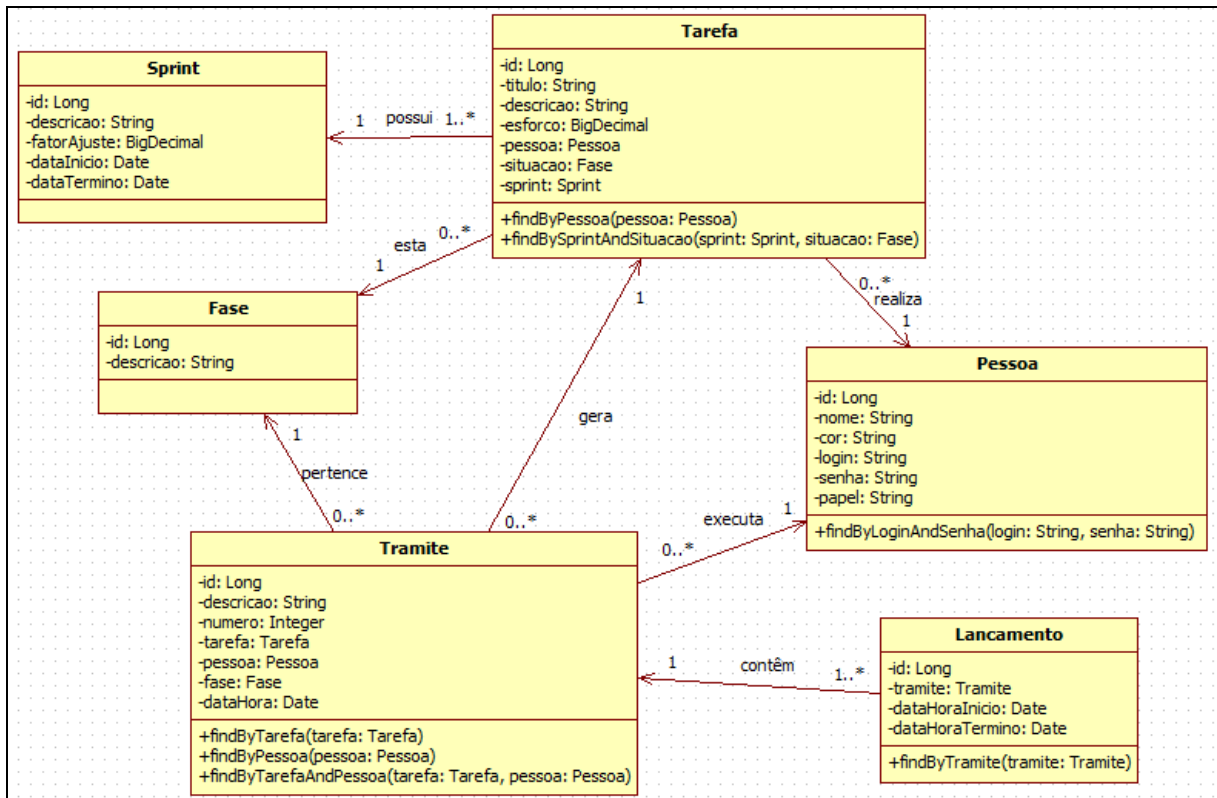 Sprint
-id: Long
-descricao: String
-fatorAjuste: BigDecimal
-dataInicio: Date
-dataTermino: Date
1 possui 1..*
Tarefa
-id: Long
-titulo: String
-descricao: String
-esforco: BigDecimal
-pessoa: Pessoa
-situacao: Fase
-sprint: Sprint
+findByPessoa(pessoa: Pessoa)
+findBySprintAndSituacao(sprint: Sprint, situacao: Fase)
0..*
esta
1
Fase
-id: Long
-descricao: String
1
gera
0..*
0..*
realiza
1
Pessoa
-id: Long
-nome: String
-cor: String
-login: String
-senha: String
-papel: String
+findByLoginAndSenha(login: String, senha: String)
1
pertence
0..*
1
executa
0..*
Tramite
-id: Long
-descricao: String
-numero: Integer
-tarefa: Tarefa
-pessoa: Pessoa
-fase: Fase
-dataHora: Date
+findByTarefa(tarefa: Tarefa)
+findByPessoa(pessoa: Pessoa)
+findByTarefaAndPessoa(tarefa: Tarefa, pessoa: Pessoa)
1 contêm 1..*
Lancamento
-id: Long
-tramite: Tramite
-dataHoraInicio: Date
-dataHoraTermino: Date
+findByTramite(tramite: Tramite)